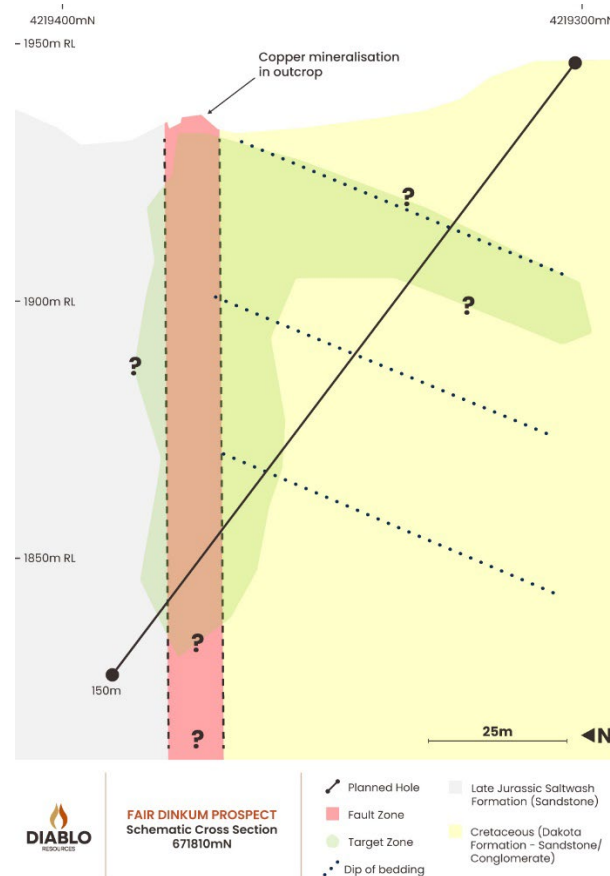 4219400mN
4219300mN
1950m RL
Copper mineralisation
in outcrop
?
1900m RL
?
?
1850m RL
?
150m
?
25m
N
DIABLO
RESOURCES
FAIR DINKUM PROSPECT
Schematic Cross Section
671810mN
Planned Hole
Fault Zone
Target Zone
Dip of bedding
Late Jurassic Saltwash
Formation (Sandstone)
Cretaceous (Dakota
Formation - Sandstone/
Conglomerate)